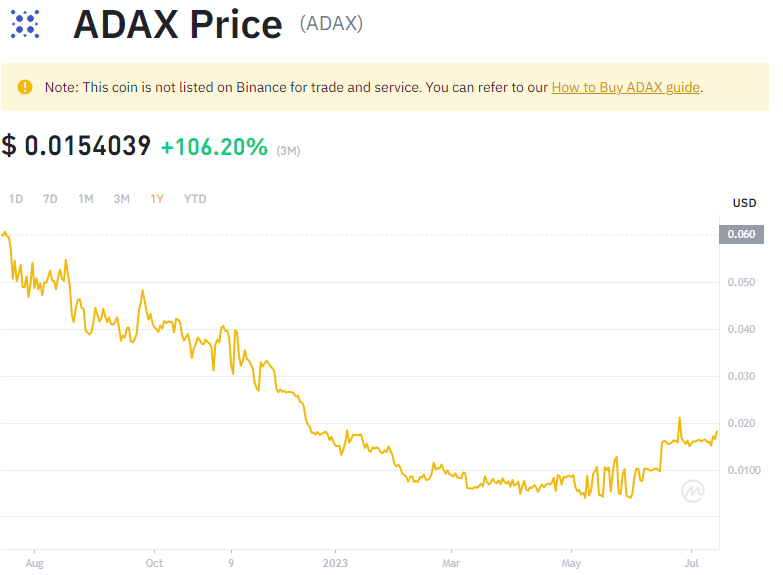 ADAX Price (ADAX)
Note: This coin is not listed on Binance for trade and service. You can refer to our How to Buy ADAX guide.
$ 0.0154039 +106.20% (3M)
1D 7D 1M 3M 1Y YTD
USD
0.060
0.050
0.040
0.030
0.020
0.0100
Aug Oct 9 2023 Mar May Jul